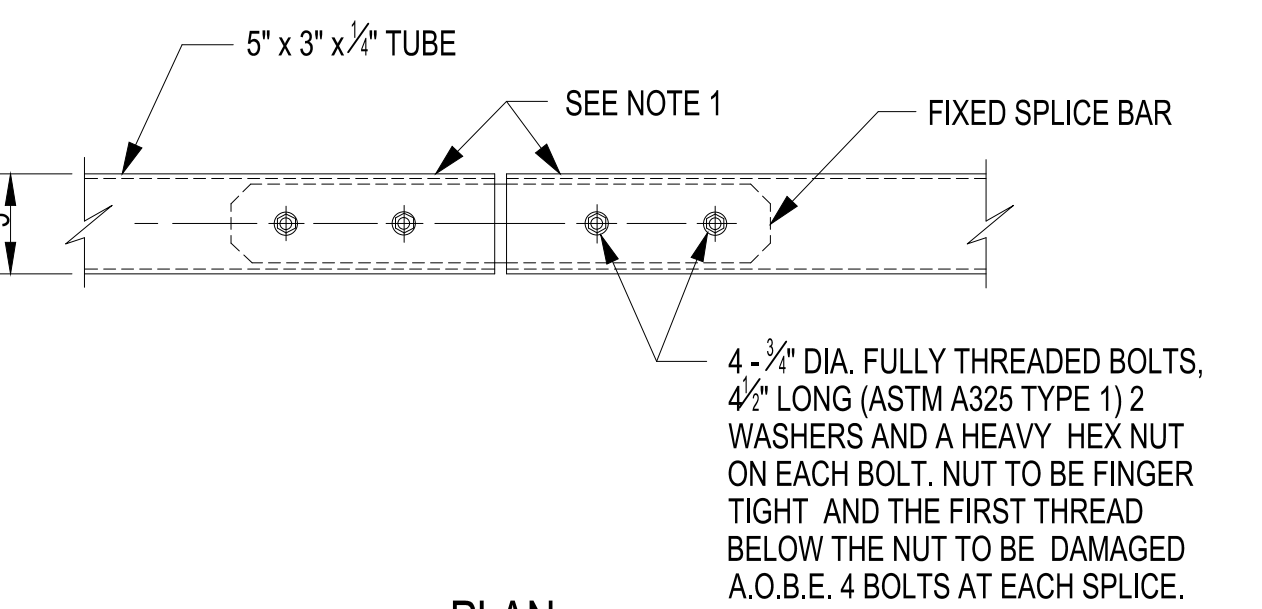 5" x 3" x 1/4" TUBE
SEE NOTE 1
FIXED SPLICE BAR
4 - 3/4" DIA. FULLY THREADED BOLTS,
4 1/2" LONG (ASTM A325 TYPE 1) 2
WASHERS AND A HEAVY HEX NUT
ON EACH BOLT. NUT TO BE FINGER
TIGHT AND THE FIRST THREAD
BELOW THE NUT TO BE DAMAGED
A.O.B.E. 4 BOLTS AT EACH SPLICE.
PLAN